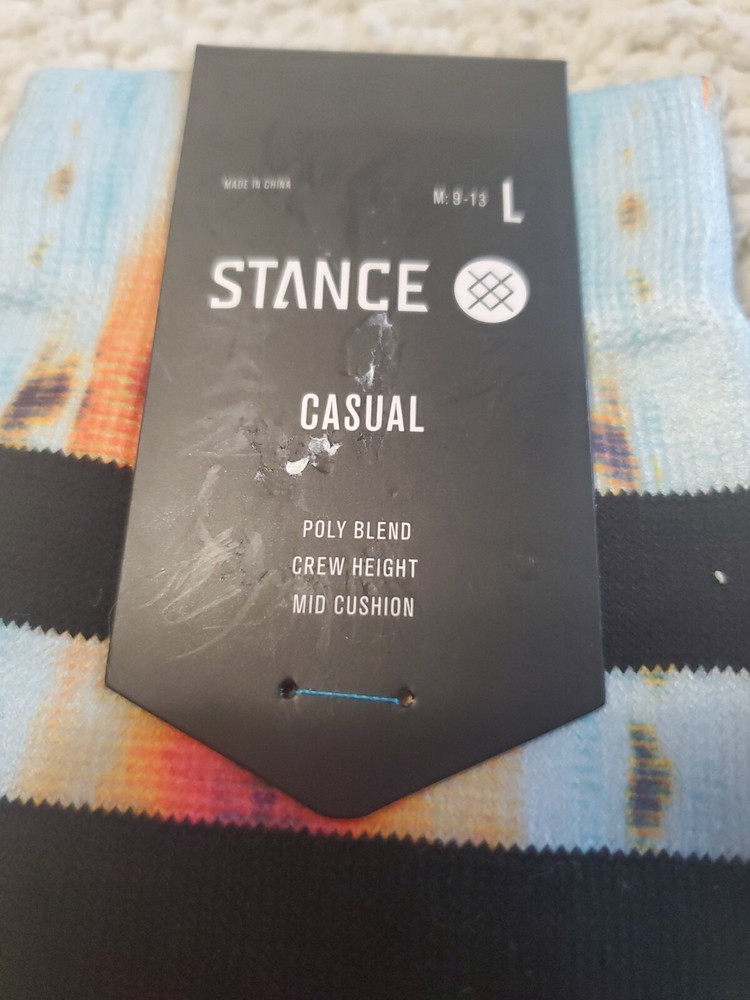 MADE IN CHINA
M: 9-13 L
STANCE
CASUAL
POLY BLEND
CREW HEIGHT
MID CUSHION